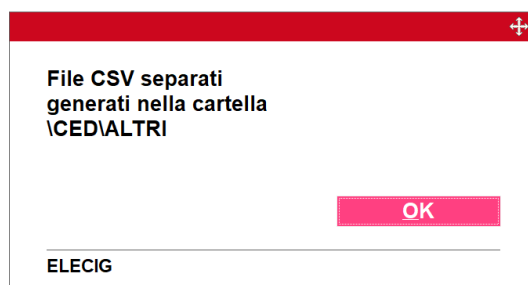 File CSV separati
generati nella cartella
\CED\ALTRI
OK
ELECIG